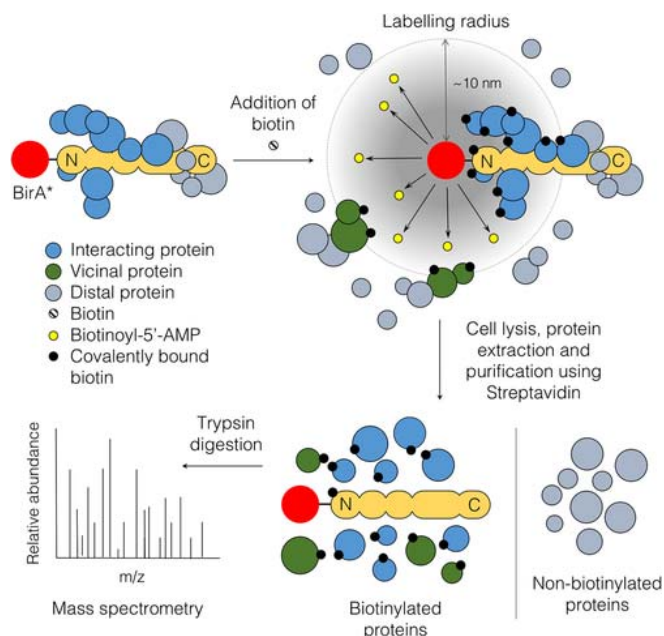 Labelling radius
~10 nm
Addition of
biotin
N
C
BirA*
N
C
Interacting protein
Vicinal protein
Distal protein
Biotin
Biotinoyl-5'-AMP
Covalently bound
biotin
Cell lysis, protein
extraction and
purification using
Streptavidin
Trypsin
digestion
Relative abundance
m/z
Mass spectrometry
N
C
Biotinylated
proteins
Non-biotinylated
proteins